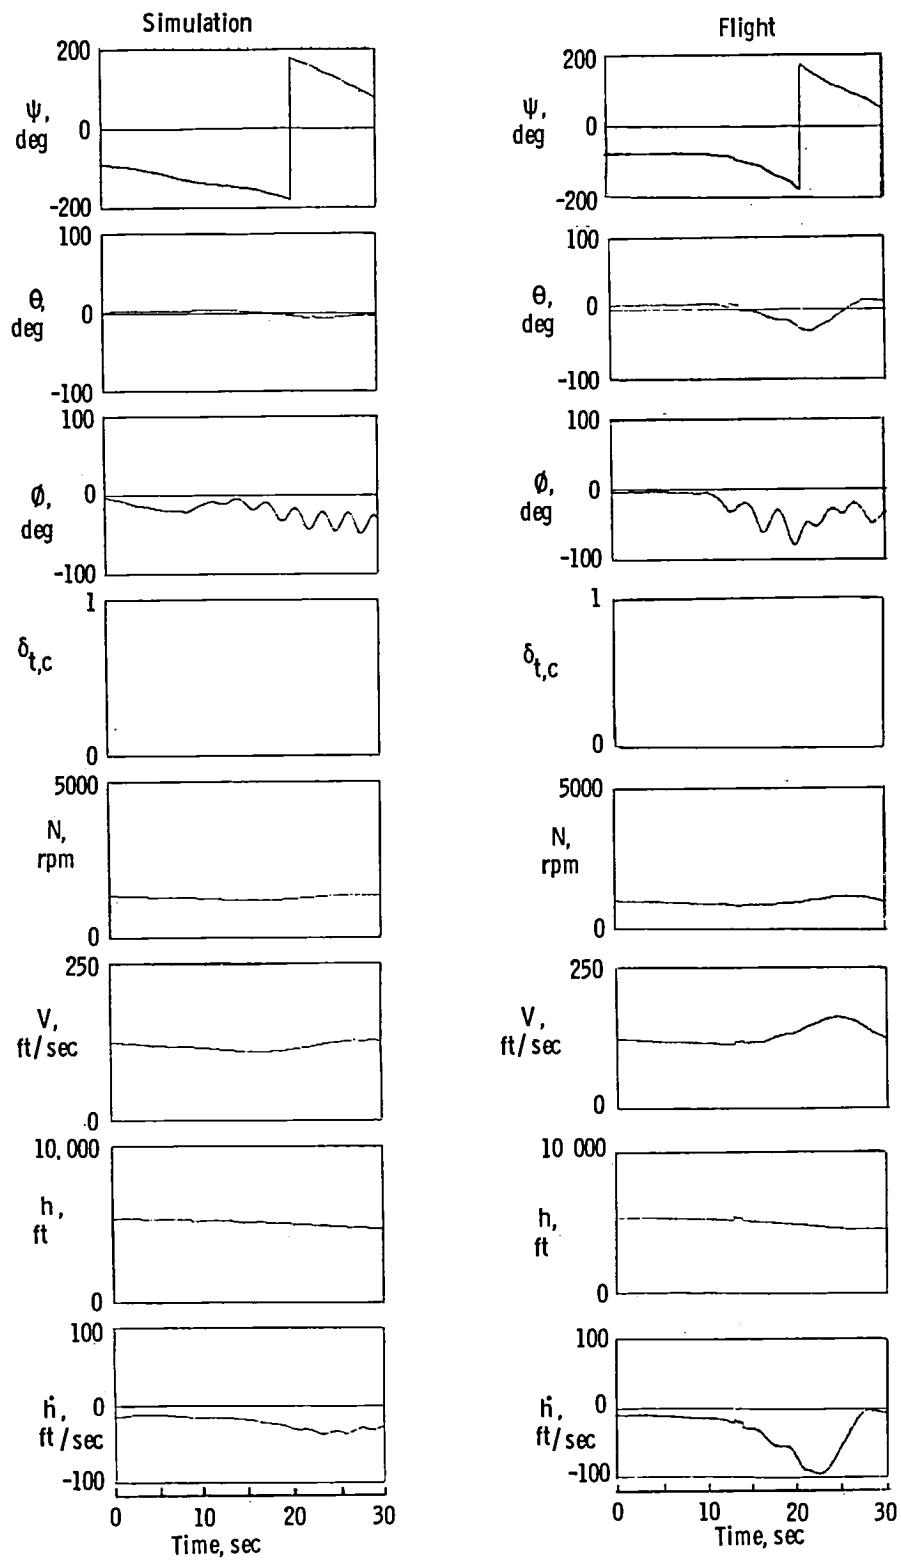 Simulation
200
ψ,
deg
0
-200
100
θ,
deg
0
-100
100
φ,
deg
0
-100
1
δt,c
0
5000
N,
rpm
0
250
V,
ft/sec
0
10,000
h,
ft
0
100
0
ḣ,
ft/sec
-100
0 10 20 30
Time, sec
Flight
200
ψ,
deg
0
-200
100
θ,
deg
0
-100
100
φ,
deg
0
-100
1
δt,c
0
5000
N,
rpm
0
250
V,
ft/sec
0
10 000
h,
ft
0
100
0
ḣ,
ft/sec
-100
0 10 20 30
Time, sec